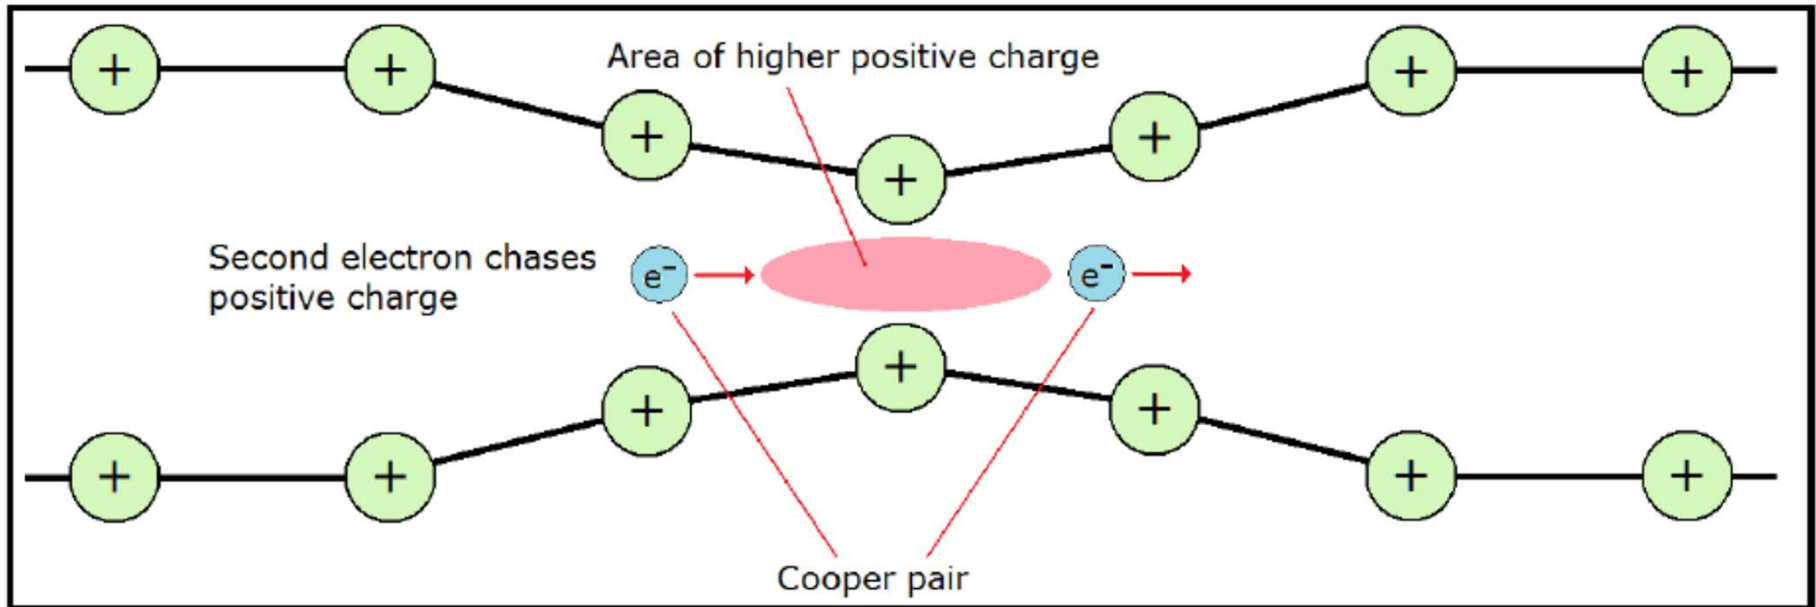 + + + + + + +
Area of higher positive charge
Second electron chases
positive charge
e⁻ e⁻
+ + + + + + +
Cooper pair